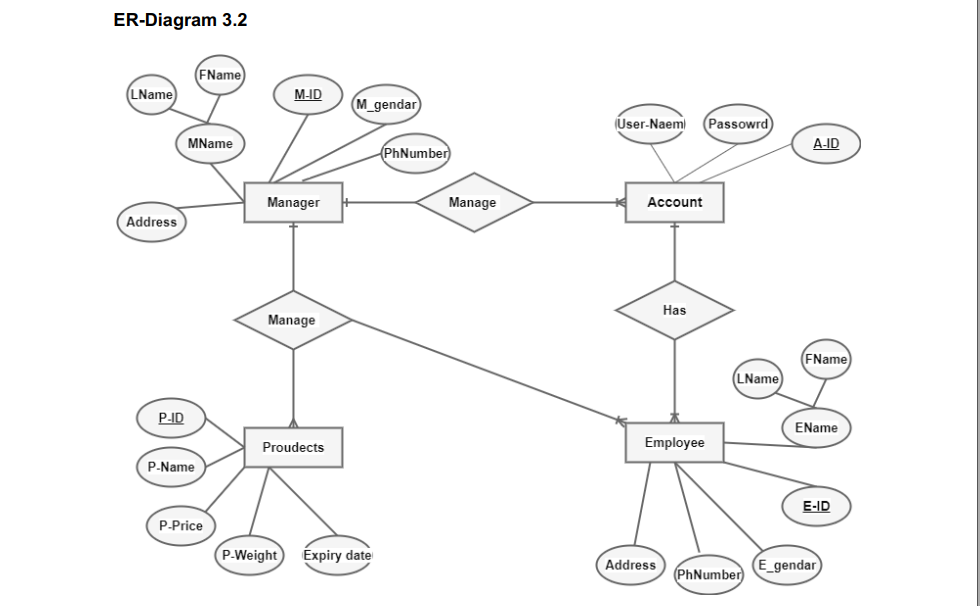 ER-Diagram 3.2
FName
LName
M-ID
M_gendar
MName
PhNumber
Address
Manager
Manage
User-Naem
Passowrd
A-ID
Account
Manage
Has
P-ID
P-Name
P-Price
P-Weight
Expiry date
Proudects
Employee
LName
FName
EName
E-ID
Address
PhNumber
E_gendar